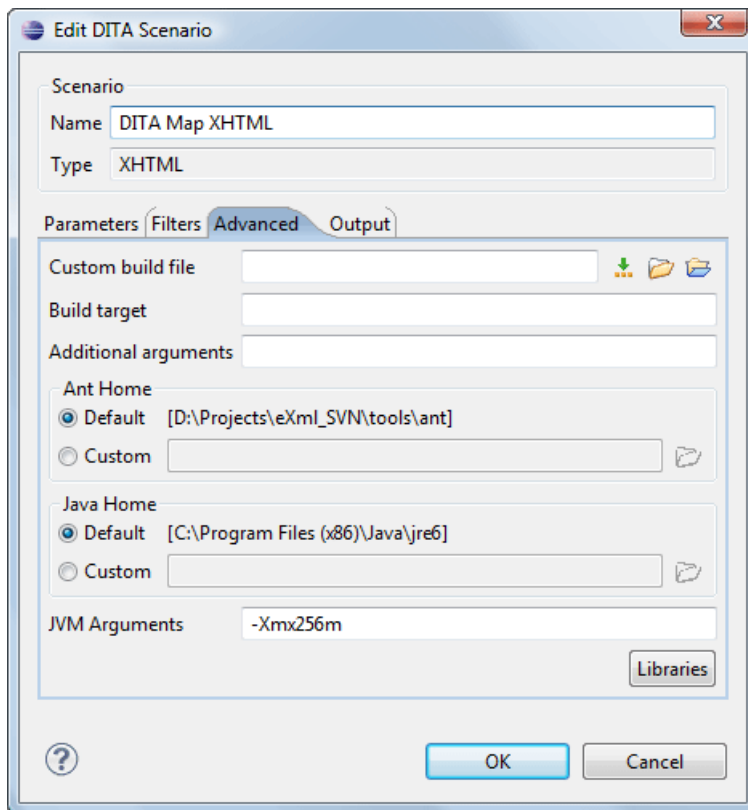 Edit DITA Scenario
Scenario
Name DITA Map XHTML
Type XHTML
Parameters Filters Advanced Output
Custom build file
Build target
Additional arguments
Ant Home
Default [D:\Projects\eXml_SVN\tools\ant]
Custom
Java Home
Default [C:\Program Files (x86)\Java\jre6]
Custom
JVM Arguments -Xmx256m
Libraries
? OK Cancel